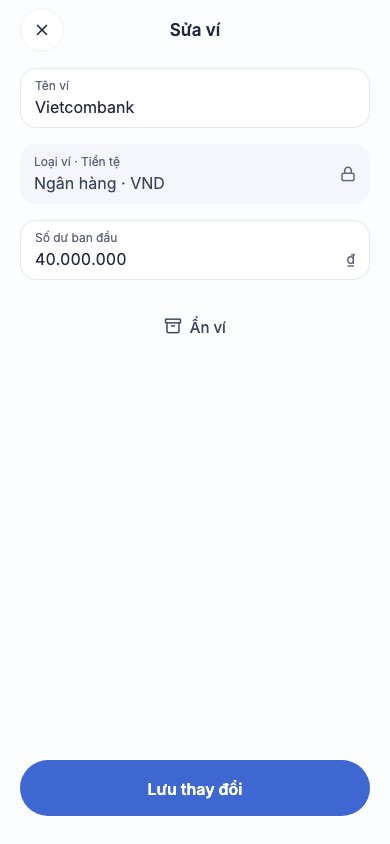 Sửa ví
Tên ví
Vietcombank
Loại ví · Tiền tệ
Ngân hàng · VND
Số dư ban đầu
40.000.000 ₫
Ẩn ví
Lưu thay đổi